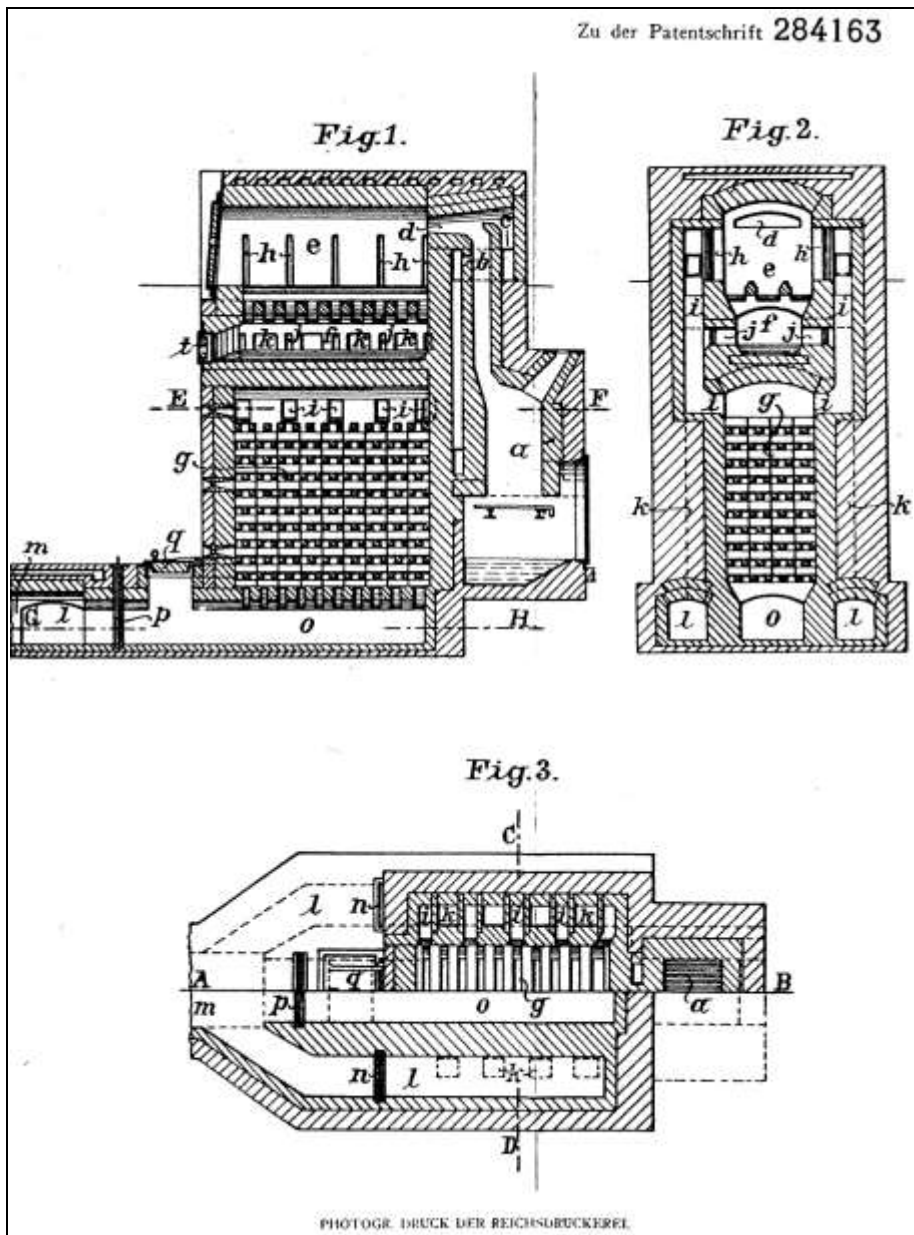 Zu der Patentschrift 284163
Fig.1.
Fig.2.
d c
h e h b
t k f k k
E i i F
g a
m q
G l p o H
d
h h
e
i i
j f j
i i
g
k k
l o l
Fig.3.
C
l n i k i i k
A q B
m p o g a
n l k
D
PHOTOGR. DRUCK DER REICHSDRUCKEREI.